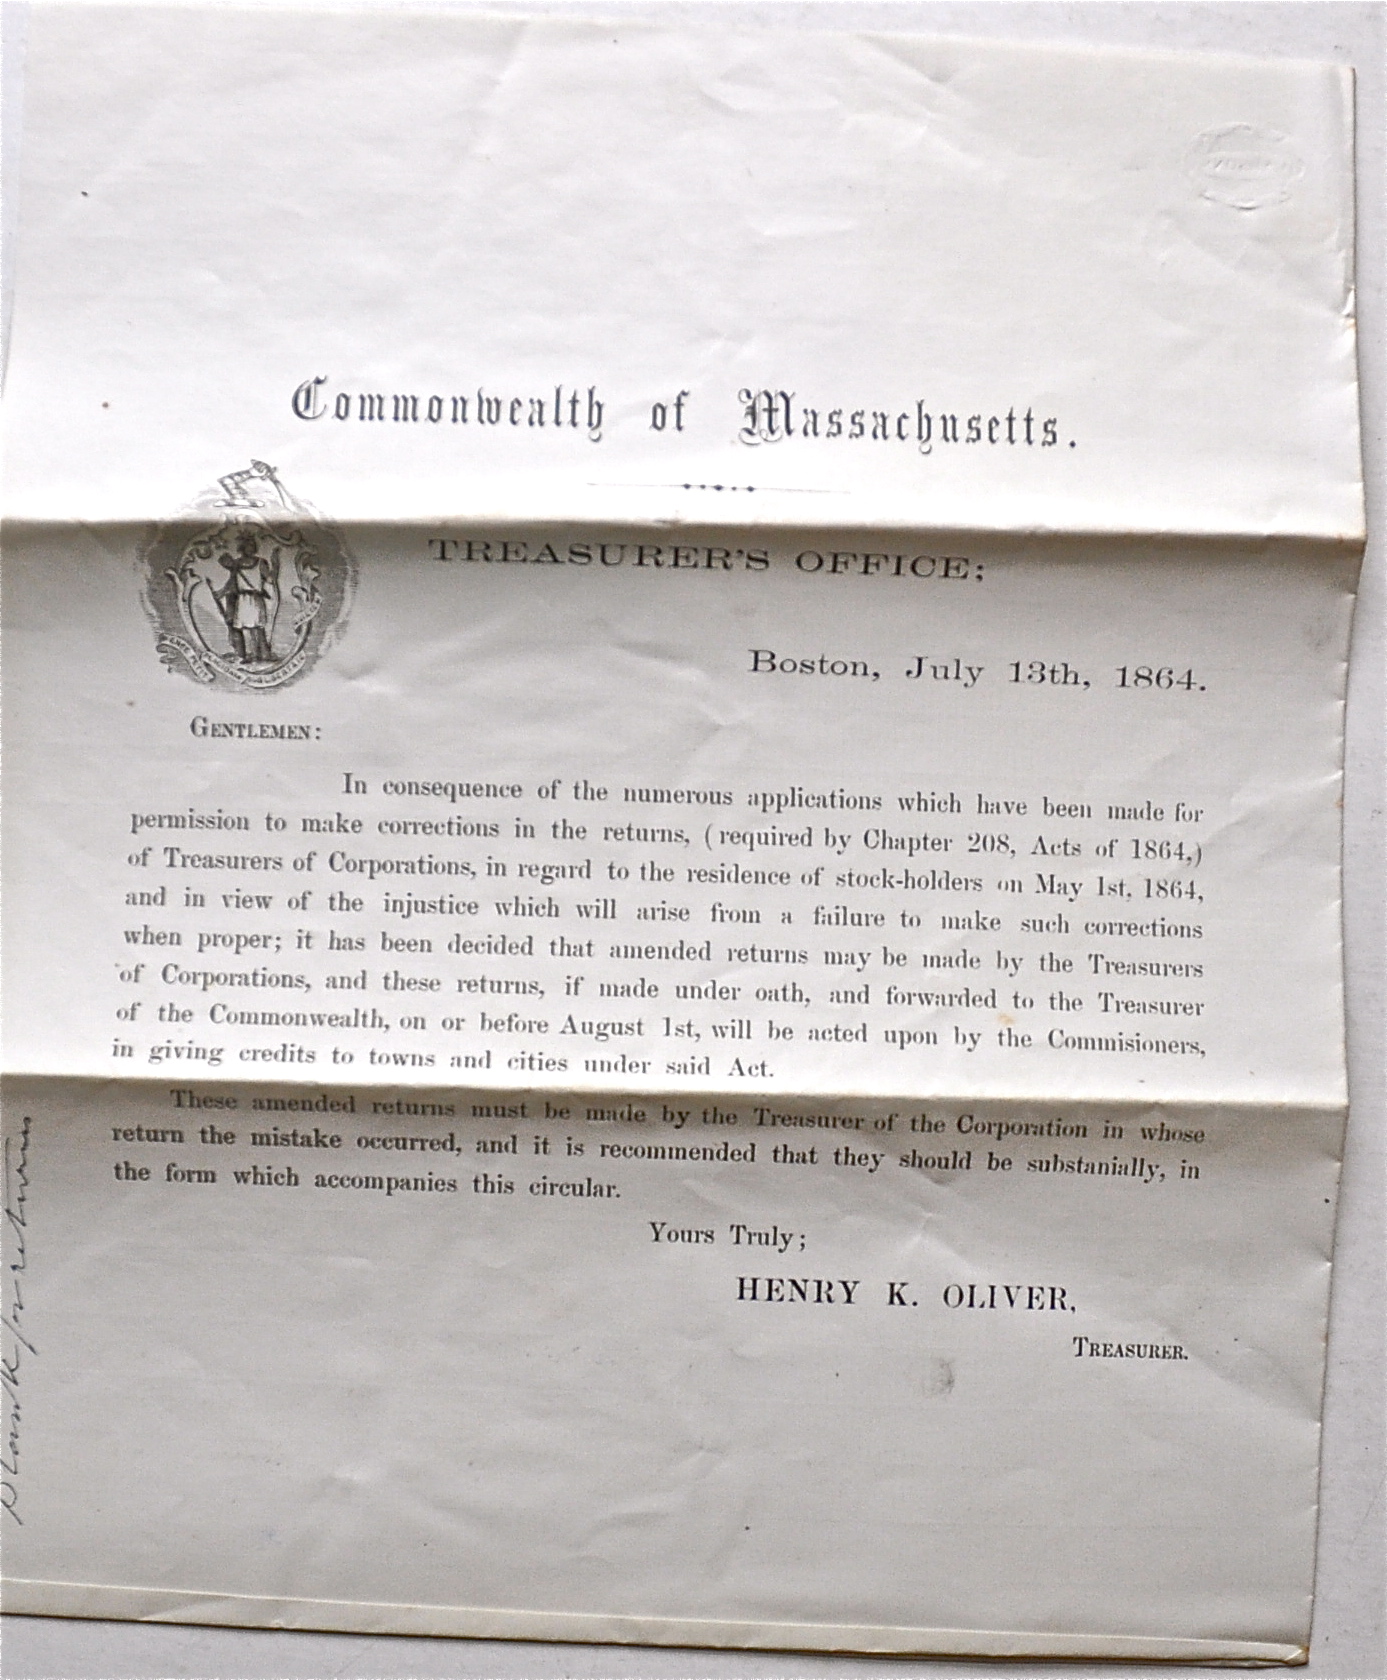 Commonwealth of Massachusetts.
TREASURER'S OFFICE:
Boston, July 13th, 1864.
GENTLEMEN:
In consequence of the numerous applications which have been made for
permission to make corrections in the returns, (required by Chapter 208, Acts of 1864,)
of Treasurers of Corporations, in regard to the residence of stock-holders on May 1st, 1864,
and in view of the injustice which will arise from a failure to make such corrections
when proper; it has been decided that amended returns may be made by the Treasurers
of Corporations, and these returns, if made under oath, and forwarded to the Treasurer
of the Commonwealth, on or before August 1st, will be acted upon by the Commisioners,
in giving credits to towns and cities under said Act.
These amended returns must be made by the Treasurer of the Corporation in whose
return the mistake occurred, and it is recommended that they should be substanially, in
the form which accompanies this circular.
Yours Truly;
HENRY K. OLIVER,
TREASURER.
Blank for returns